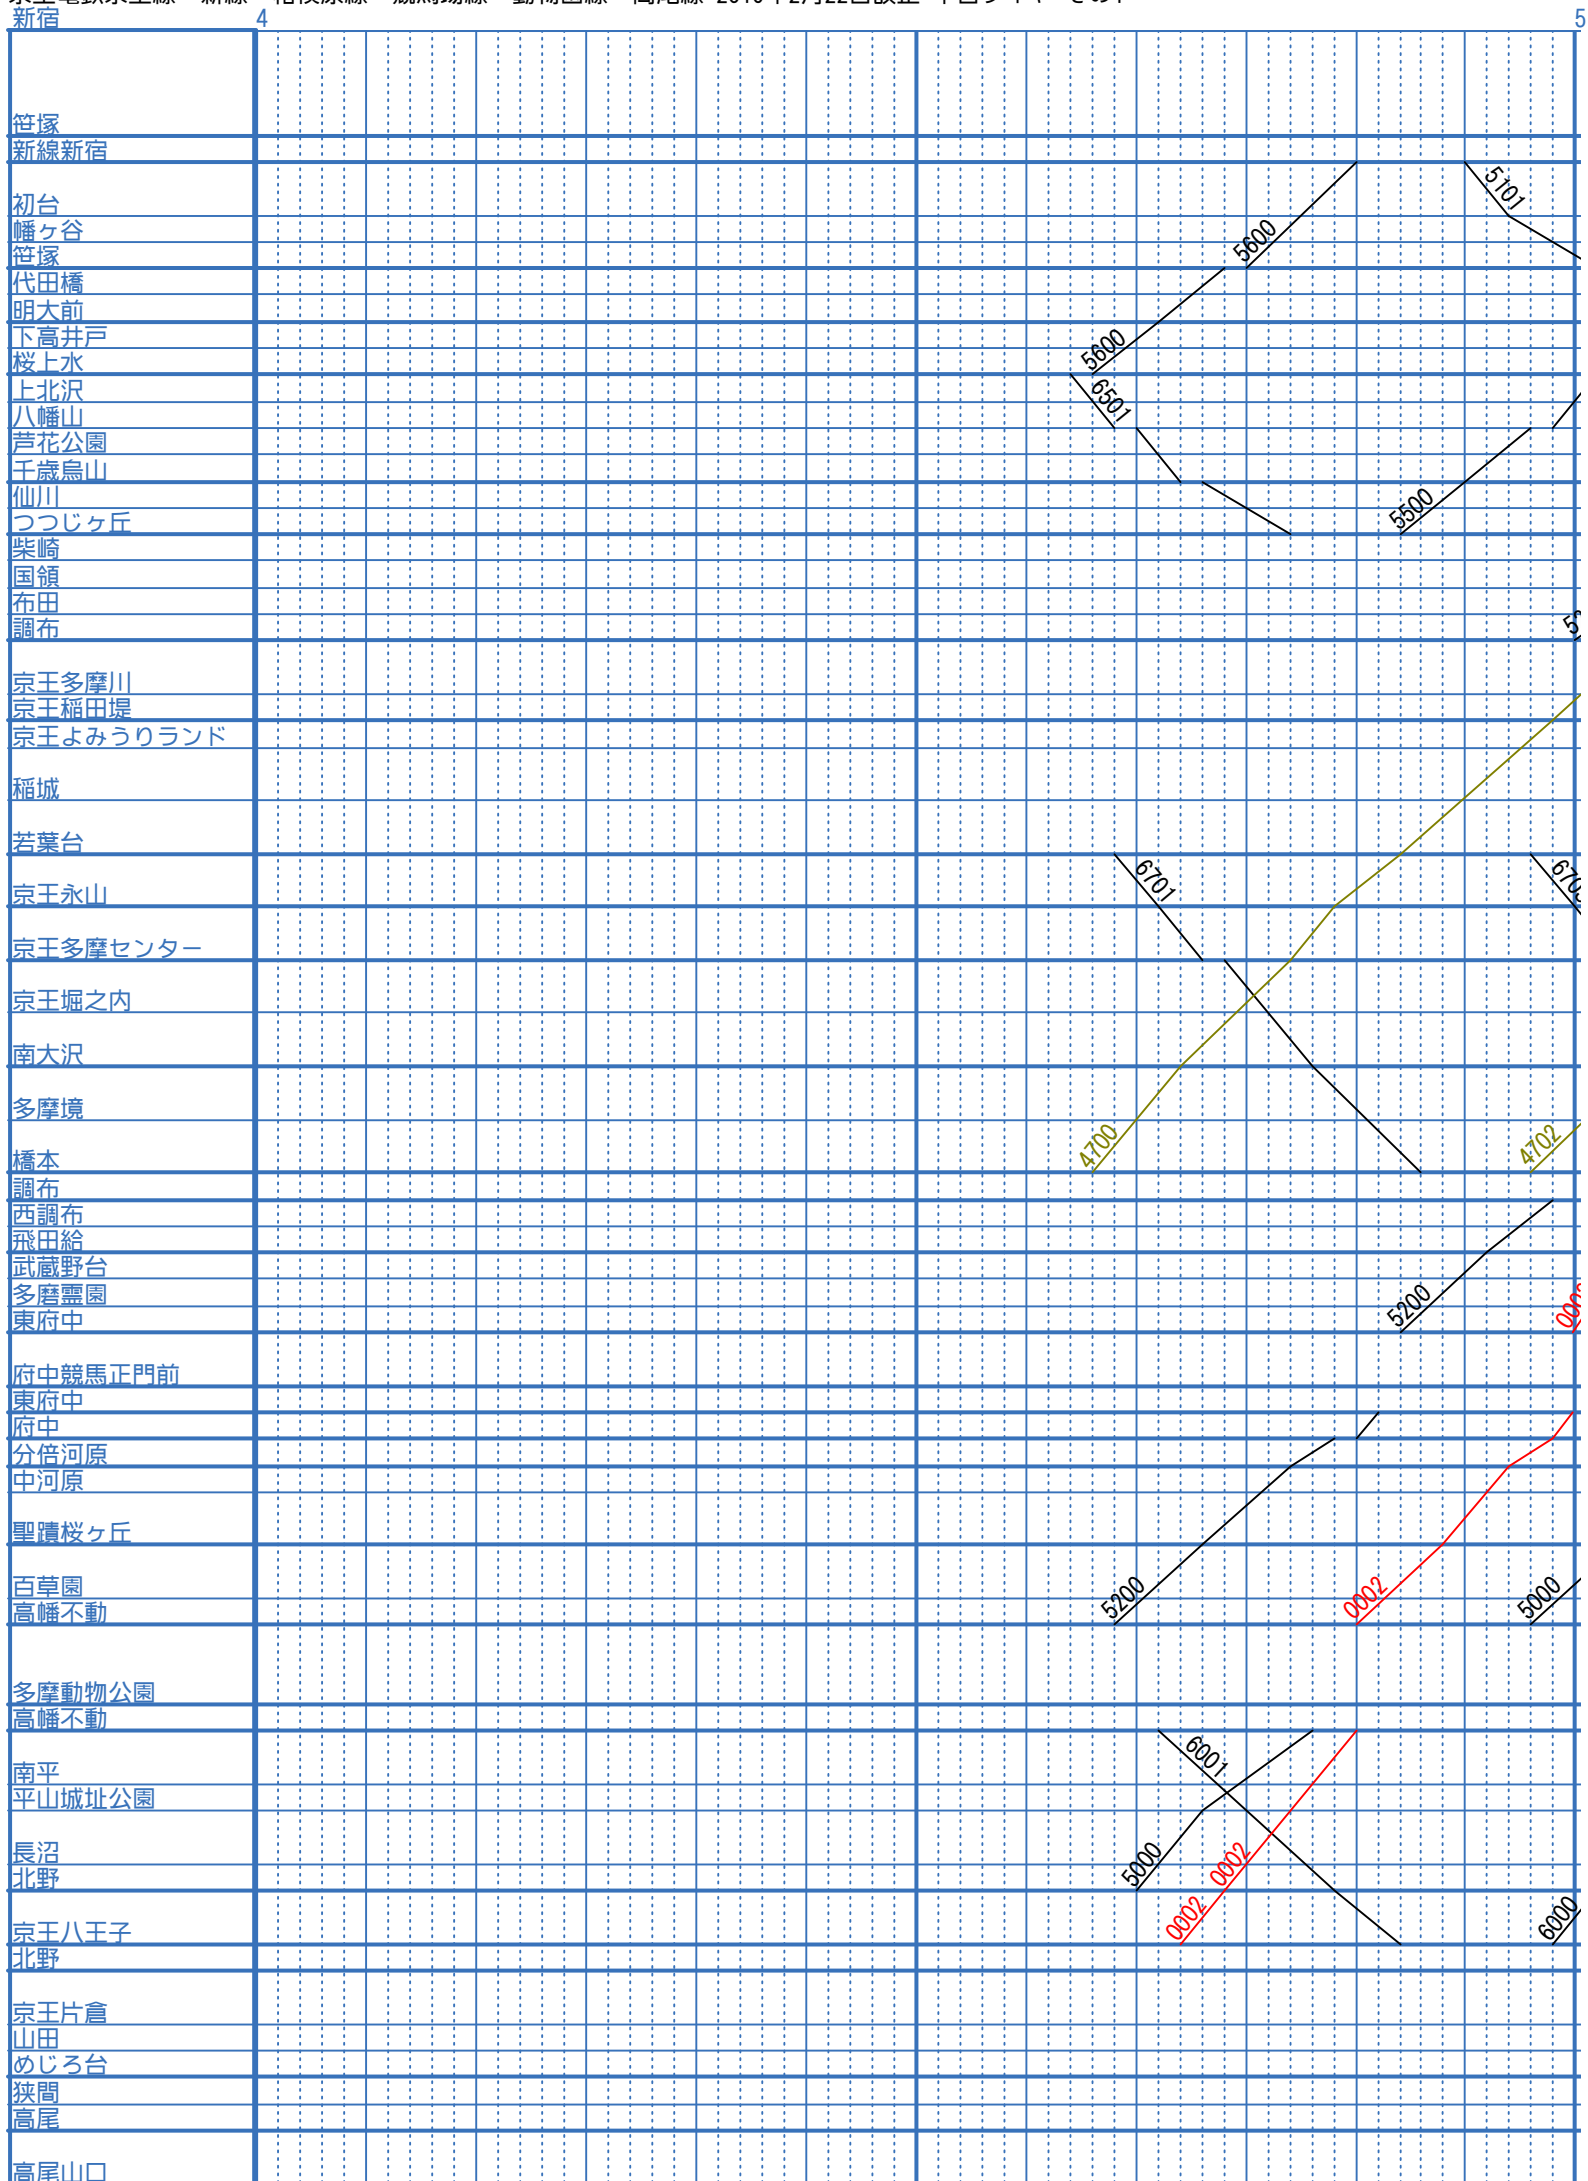 新宿
4
5
笹塚
新線新宿
5101
初台
幡ヶ谷
5600
笹塚
代田橋
明大前
下高井戸
5600
桜上水
上北沢
6501
八幡山
芦花公園
千歳烏山
仙川
5500
つつじヶ丘
柴崎
国領
布田
調布
京王多摩川
京王稲田堤
京王よみうりランド
稲城
若葉台
6701
京王永山
京王多摩センター
京王堀之内
南大沢
多摩境
4700
4702
橋本
調布
西調布
飛田給
武蔵野台
多磨霊園
5200
東府中
府中競馬正門前
東府中
府中
分倍河原
中河原
聖蹟桜ヶ丘
百草園
5200
0002
5000
高幡不動
多摩動物公園
高幡不動
6001
南平
平山城址公園
長沼
5000
0002
北野
0002
6000
京王八王子
北野
京王片倉
山田
めじろ台
狭間
高尾
高尾山口